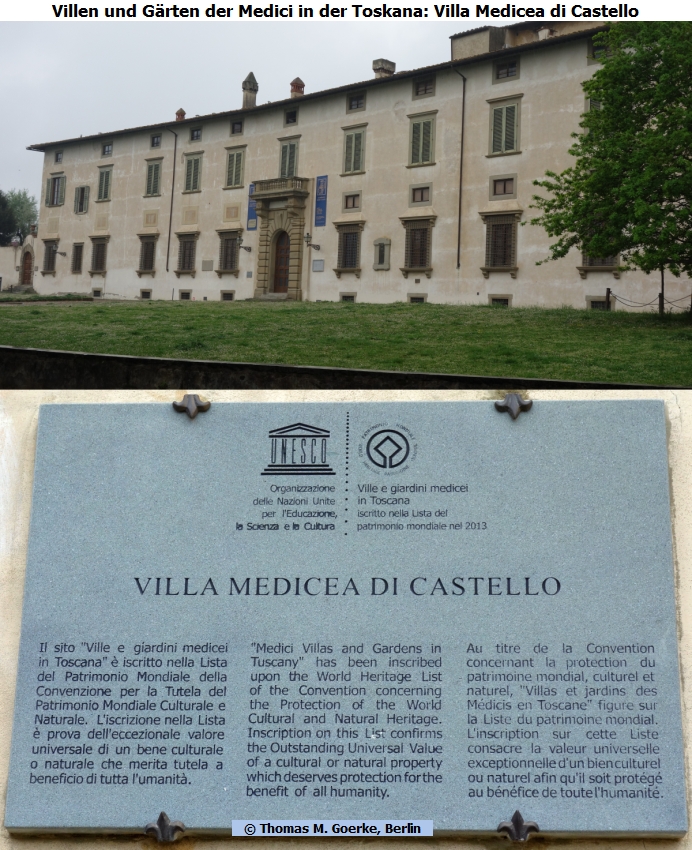 Villen und Gärten der Medici in der Toskana: Villa Medicea di Castello
UNESCO
Organizzazione
delle Nazioni Unite
per l'Educazione,
la Scienza e la Cultura
Ville e giardini medicei
in Toscana
iscritto nella Lista del
patrimonio mondiale nel 2013
VILLA MEDICEA DI CASTELLO
Il sito "Ville e giardini medicei
in Toscana" è iscritto nella Lista
del Patrimonio Mondiale della
Convenzione per la Tutela del
Patrimonio Mondiale Culturale e
Naturale. L'iscrizione nella Lista
è prova dell'eccezionale valore
universale di un bene culturale
o naturale che merita tutela a
beneficio di tutta l'umanità.
"Medici Villas and Gardens in
Tuscany" has been inscribed
upon the World Heritage List
of the Convention concerning
the Protection of the World
Cultural and Natural Heritage.
Inscription on this List confirms
the Outstanding Universal Value
of a cultural or natural property
which deserves protection for the
benefit of all humanity.
Au titre de la Convention
concernant la protection du
patrimoine mondial, culturel et
naturel, "Villas et jardins des
Médicis en Toscane" figure sur
la Liste du patrimoine mondial.
L'inscription sur cette Liste
consacre la valeur universelle
exceptionnelle d'un bien culturel
ou naturel afin qu'il soit protégé
au bénéfice de toute l'humanité.
© Thomas M. Goerke, Berlin